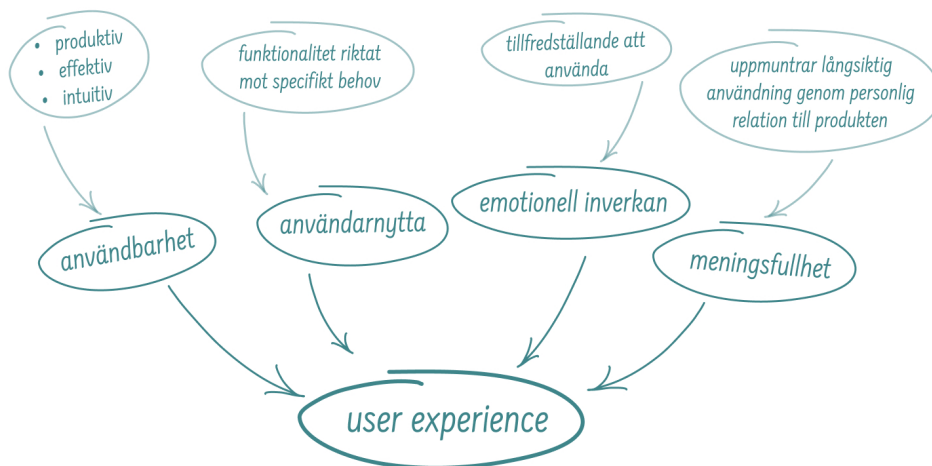 • produktiv
• effektiv
• intuitiv
funktionalitet riktat
mot specifikt behov
tillfredställande att
använda
uppmuntrar långsiktig
användning genom personlig
relation till produkten
användbarhet
användarnytta
emotionell inverkan
meningsfullhet
user experience